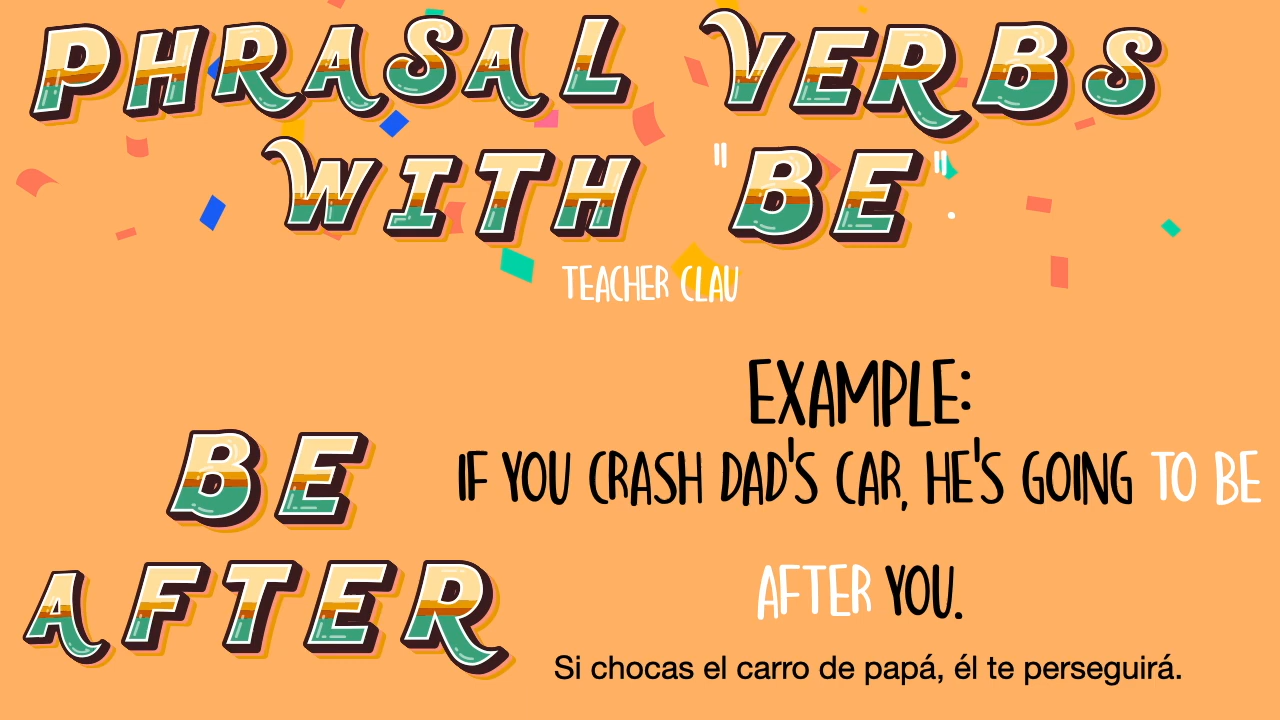 PHRASAL VERBS
WITH "BE".
TEACHER CLAU
EXAMPLE:
IF YOU CRASH DAD'S CAR, HE'S GOING TO BE
AFTER YOU.
BE
AFTER
Si chocas el carro de papá, él te perseguirá.